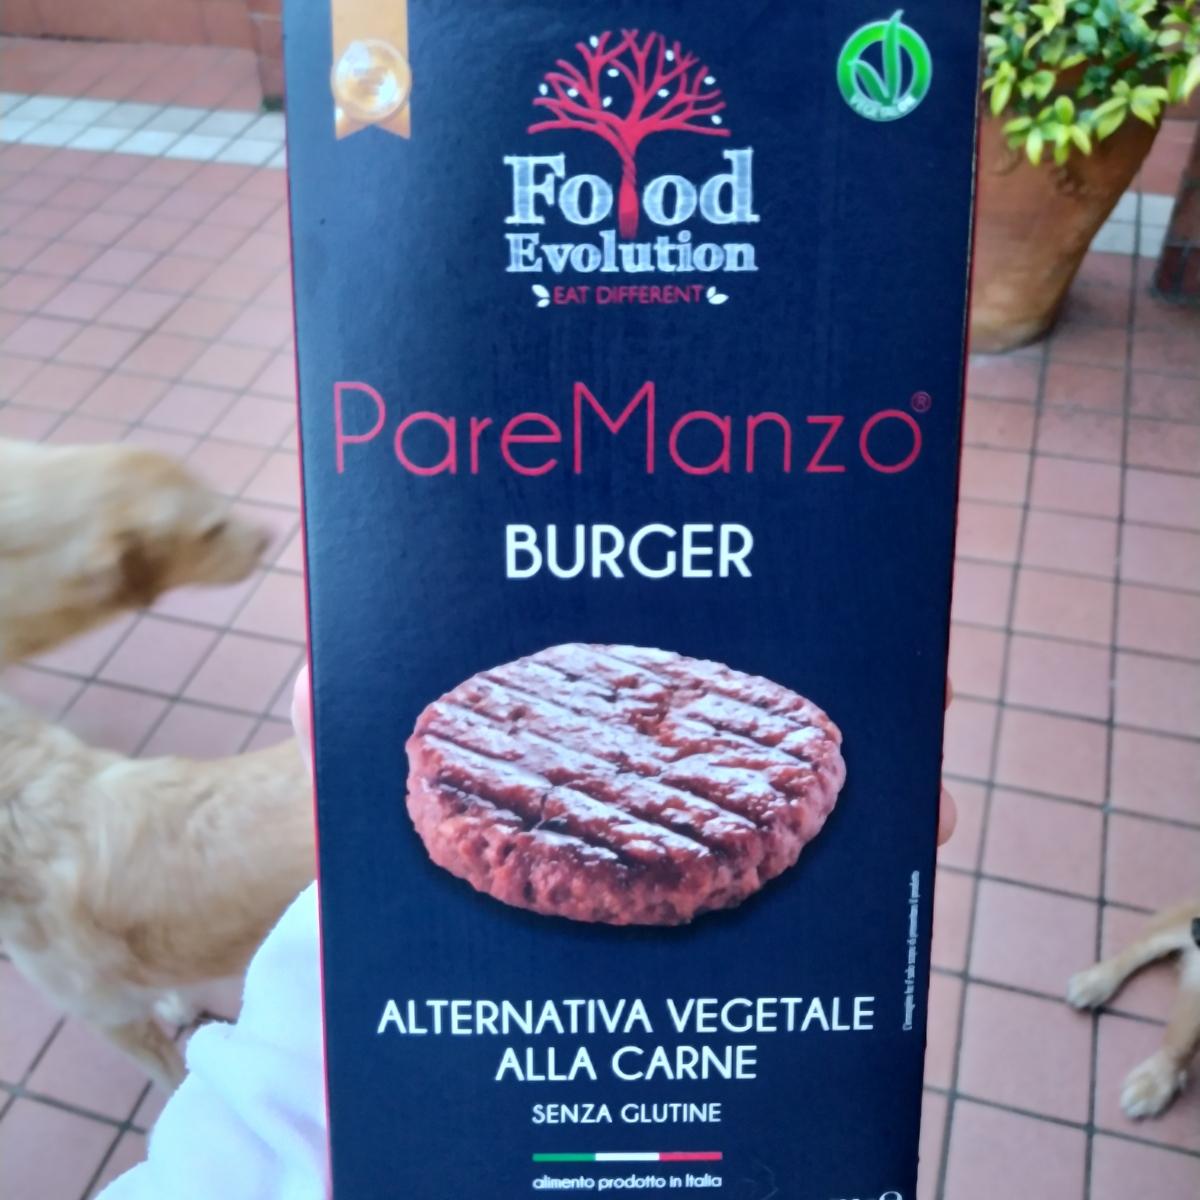 Food
Evolution
EAT DIFFERENT
PareManzo®
BURGER
ALTERNATIVA VEGETALE
ALLA CARNE
SENZA GLUTINE
alimento prodotto in Italia